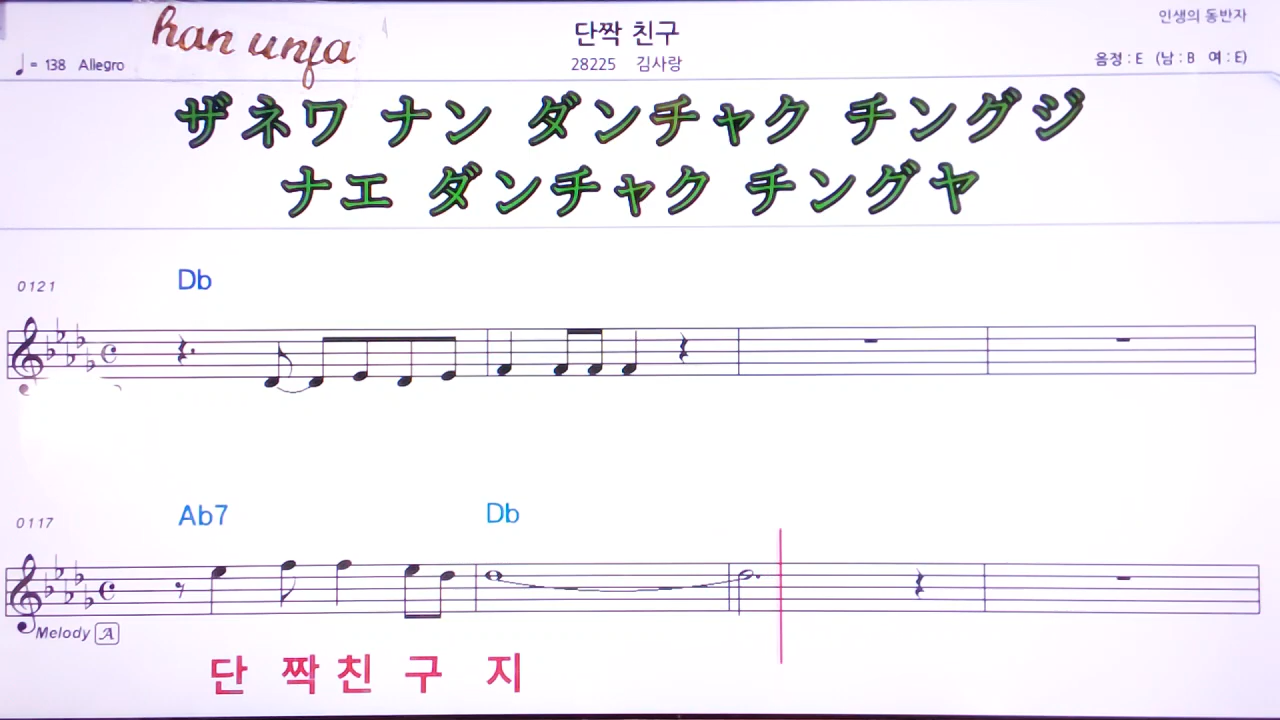 han unja
단짝 친구
인생의 동반자
♩= 138 Allegro
28225 김사랑
음정 : E (남 : B 여 : E)
ザネワ ナン ダンチャク チングジ
ナエ ダンチャク チングヤ
0121
Db
0117
Ab7 Db
Melody A
단 짝 친 구 지